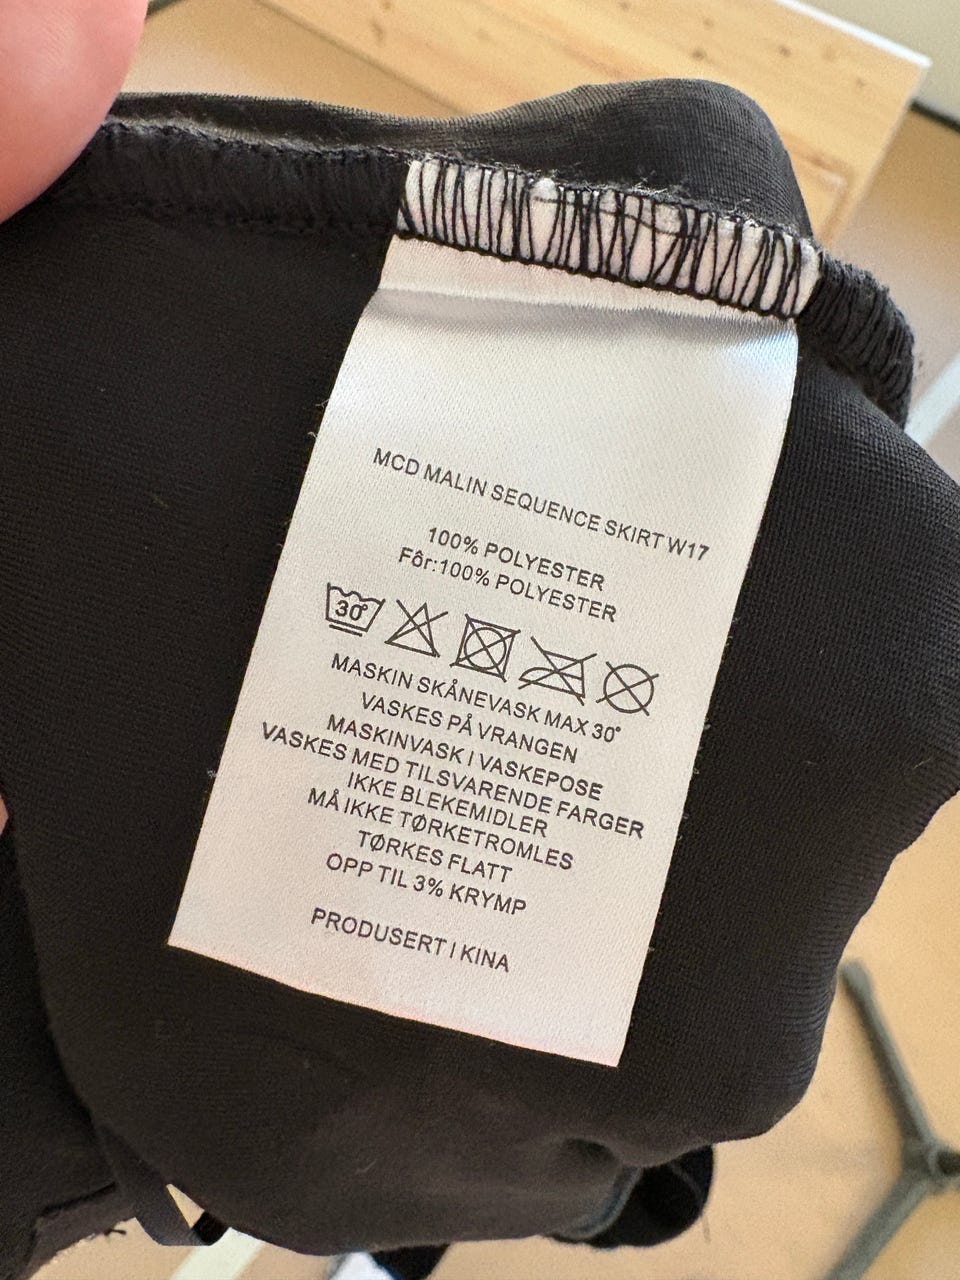 MCD MALIN SEQUENCE SKIRT W17
100% POLYESTER
Fôr:100% POLYESTER
30°
MASKIN SKÅNEVASK MAX 30°
VASKES PÅ VRANGEN
MASKINVASK I VASKEPOSE
VASKES MED TILSVARENDE FARGER
IKKE BLEKEMIDLER
MÅ IKKE TØRKETROMLES
TØRKES FLATT
OPP TIL 3% KRYMP
PRODUSERT I KINA